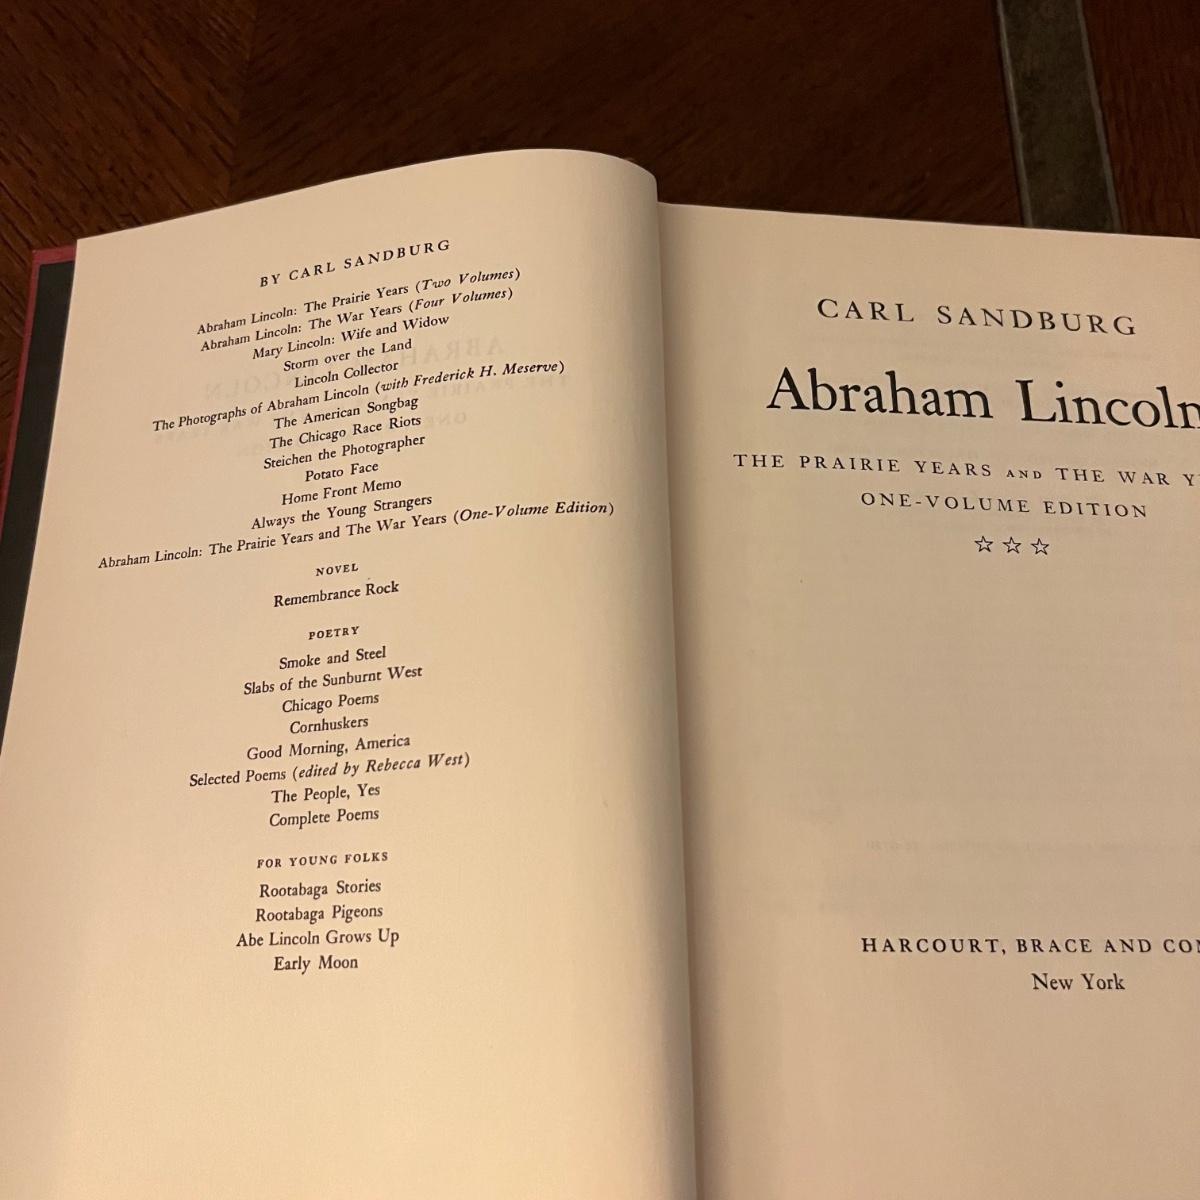 BY CARL SANDBURG
Abraham Lincoln: The Prairie Years (Two Volumes)
Abraham Lincoln: The War Years (Four Volumes)
Mary Lincoln: Wife and Widow
Storm over the Land
Lincoln Collector
The Photographs of Abraham Lincoln (with Frederick H. Meserve)
The American Songbag
The Chicago Race Riots
Steichen the Photographer
Potato Face
Home Front Memo
Always the Young Strangers
Abraham Lincoln: The Prairie Years and The War Years (One-Volume Edition)
NOVEL
Remembrance Rock
POETRY
Smoke and Steel
Slabs of the Sunburnt West
Chicago Poems
Cornhuskers
Good Morning, America
Selected Poems (edited by Rebecca West)
The People, Yes
Complete Poems
FOR YOUNG FOLKS
Rootabaga Stories
Rootabaga Pigeons
Abe Lincoln Grows Up
Early Moon
CARL SANDBURG
Abraham Lincoln
THE PRAIRIE YEARS AND THE WAR
ONE-VOLUME EDITION
☆ ☆ ☆
HARCOURT, BRACE AND
New York